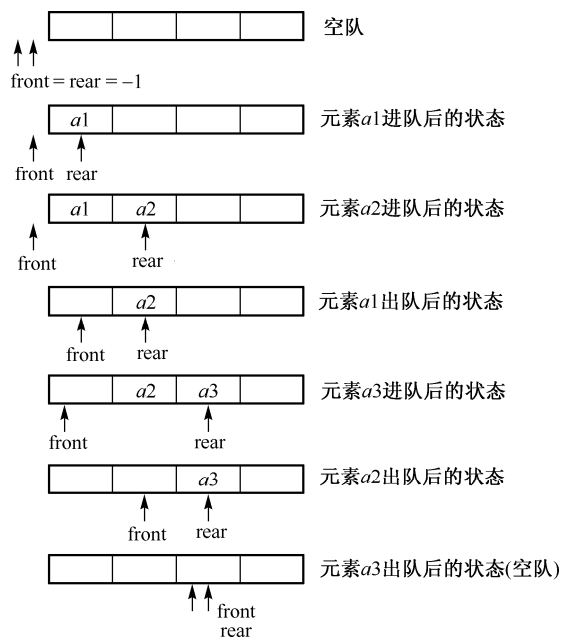 空队
front = rear = −1
a1
元素a1进队后的状态
front rear
a1 a2
元素a2进队后的状态
front
rear
a2
元素a1出队后的状态
front
rear
a2 a3
元素a3进队后的状态
front
rear
a3
元素a2出队后的状态
front
rear
元素a3出队后的状态(空队)
front
rear